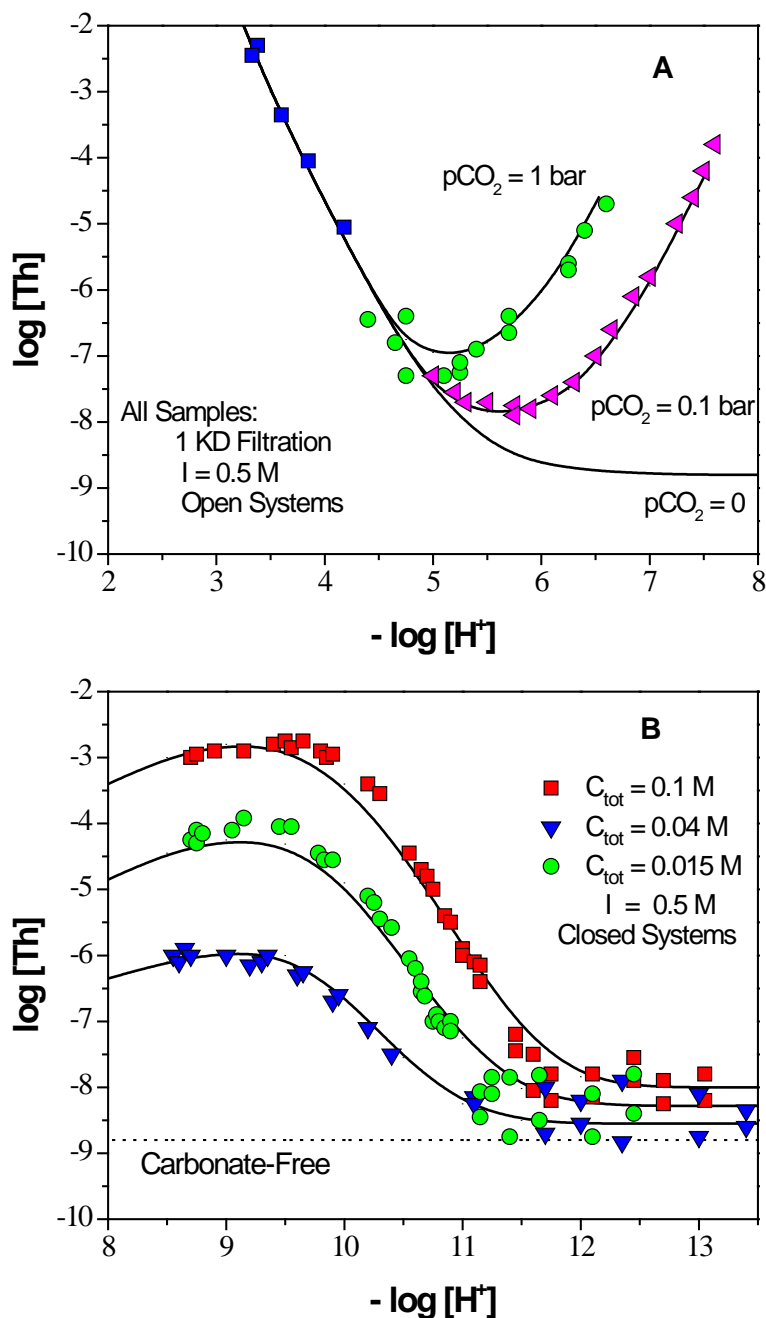 -2
A
-3
-4
pCO₂ = 1 bar
-5
log [Th]
-6
-7
pCO₂ = 0.1 bar
-8
All Samples:
1 KD Filtration
I = 0.5 M
Open Systems
-9
pCO₂ = 0
-10
2 3 4 5 6 7 8
- log [H⁺]
-2
B
-3
C_tot = 0.1 M
C_tot = 0.04 M
-4
C_tot = 0.015 M
I = 0.5 M
Closed Systems
-5
log [Th]
-6
-7
-8
-9
Carbonate-Free
-10
8 9 10 11 12 13
- log [H⁺]